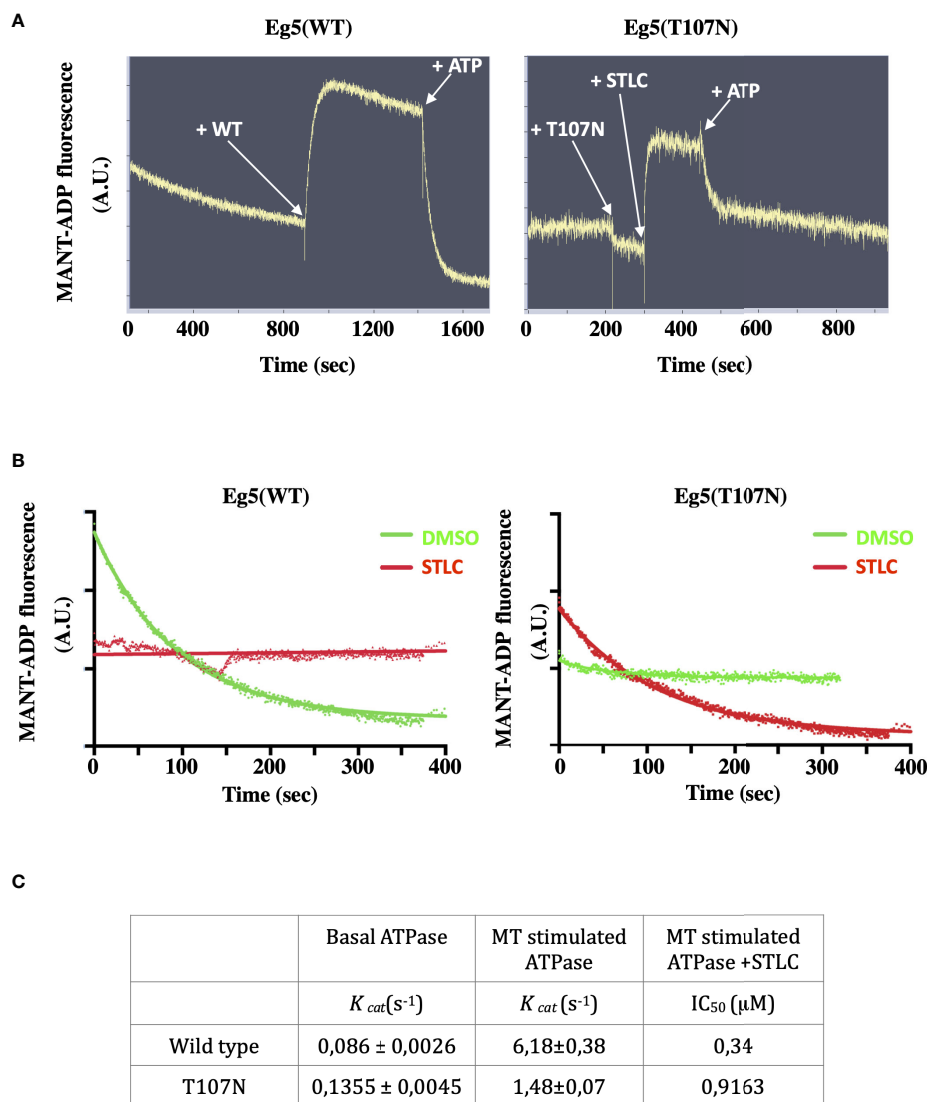 A
Eg5(WT)
Eg5(T107N)
MANT-ADP fluorescence
(A.U.)
+ WT
+ ATP
+ T107N
+ STLC
+ ATP
0 400 800 1200 1600
0 200 400 600 800
Time (sec)
Time (sec)
B
Eg5(WT)
Eg5(T107N)
MANT-ADP fluorescence
(A.U.)
DMSO
STLC
MANT-ADP fluorescence
(A.U.)
DMSO
STLC
0 100 200 300 400
0 100 200 300 400
Time (sec)
Time (sec)
C
Basal ATPase
MT stimulated
ATPase
MT stimulated
ATPase +STLC
K cat(s-1)
K cat(s-1)
IC50 (μM)
Wild type 0,086 ± 0,0026 6,18±0,38 0,34
T107N 0,1355 ± 0,0045 1,48±0,07 0,9163